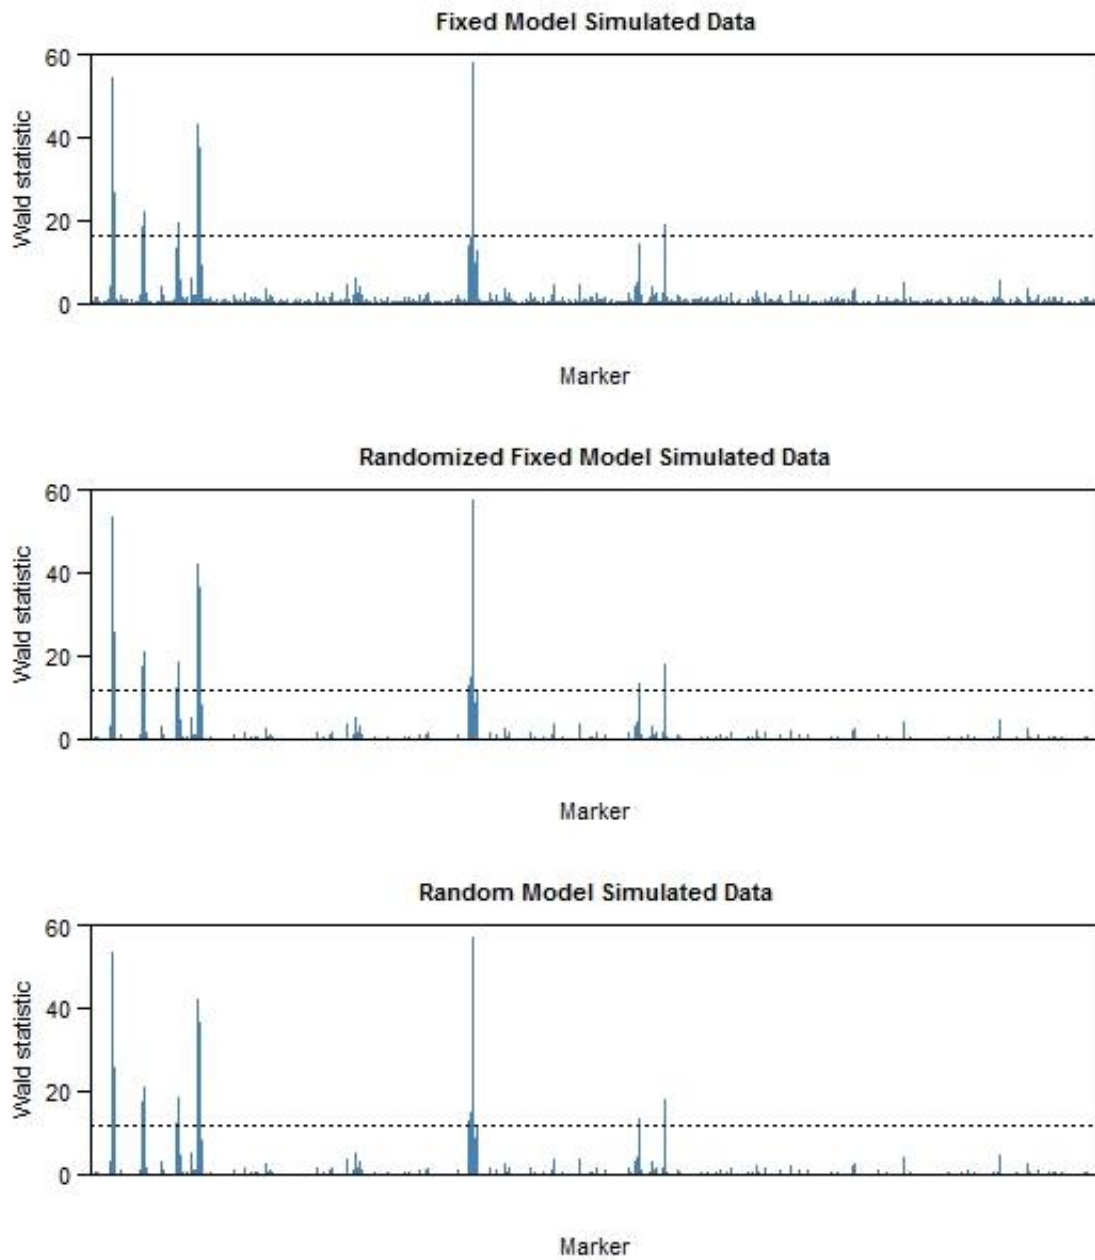 Fixed Model Simulated Data
60
40
20
0
Wald statistic
Marker
Randomized Fixed Model Simulated Data
60
40
20
0
Wald statistic
Marker
Random Model Simulated Data
60
40
20
0
Wald statistic
Marker